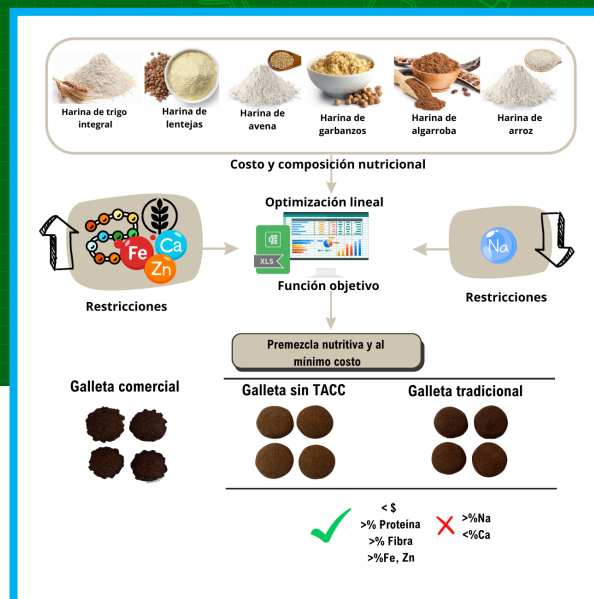 Harina de trigo
integral
Harina de
lentejas
Harina de
avena
Harina de
garbanzos
Harina de
algarroba
Harina de
arroz
Costo y composición nutricional
Optimización lineal
Fe
Ca
Zn
XLS
Na
Función objetivo
Restricciones
Restricciones
Premezcla nutritiva y al
mínimo costo
Galleta comercial
Galleta sin TACC
Galleta tradicional
< $
>% Proteína
>% Fibra
>%Fe, Zn
>%Na
<%Ca